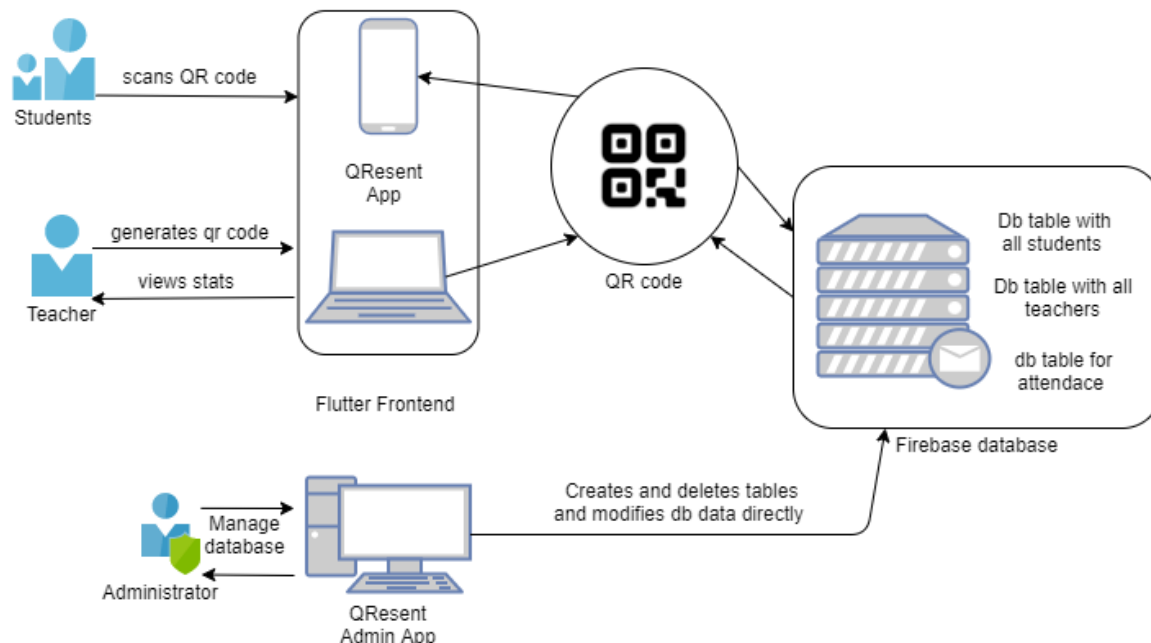 scans QR code
Students
QResent
App
generates qr code
views stats
Teacher
Flutter Frontend
QR code
Db table with
all students
Db table with all
teachers
db table for
attendace
Firebase database
Creates and deletes tables
and modifies db data directly
Manage
database
Administrator
QResent
Admin App